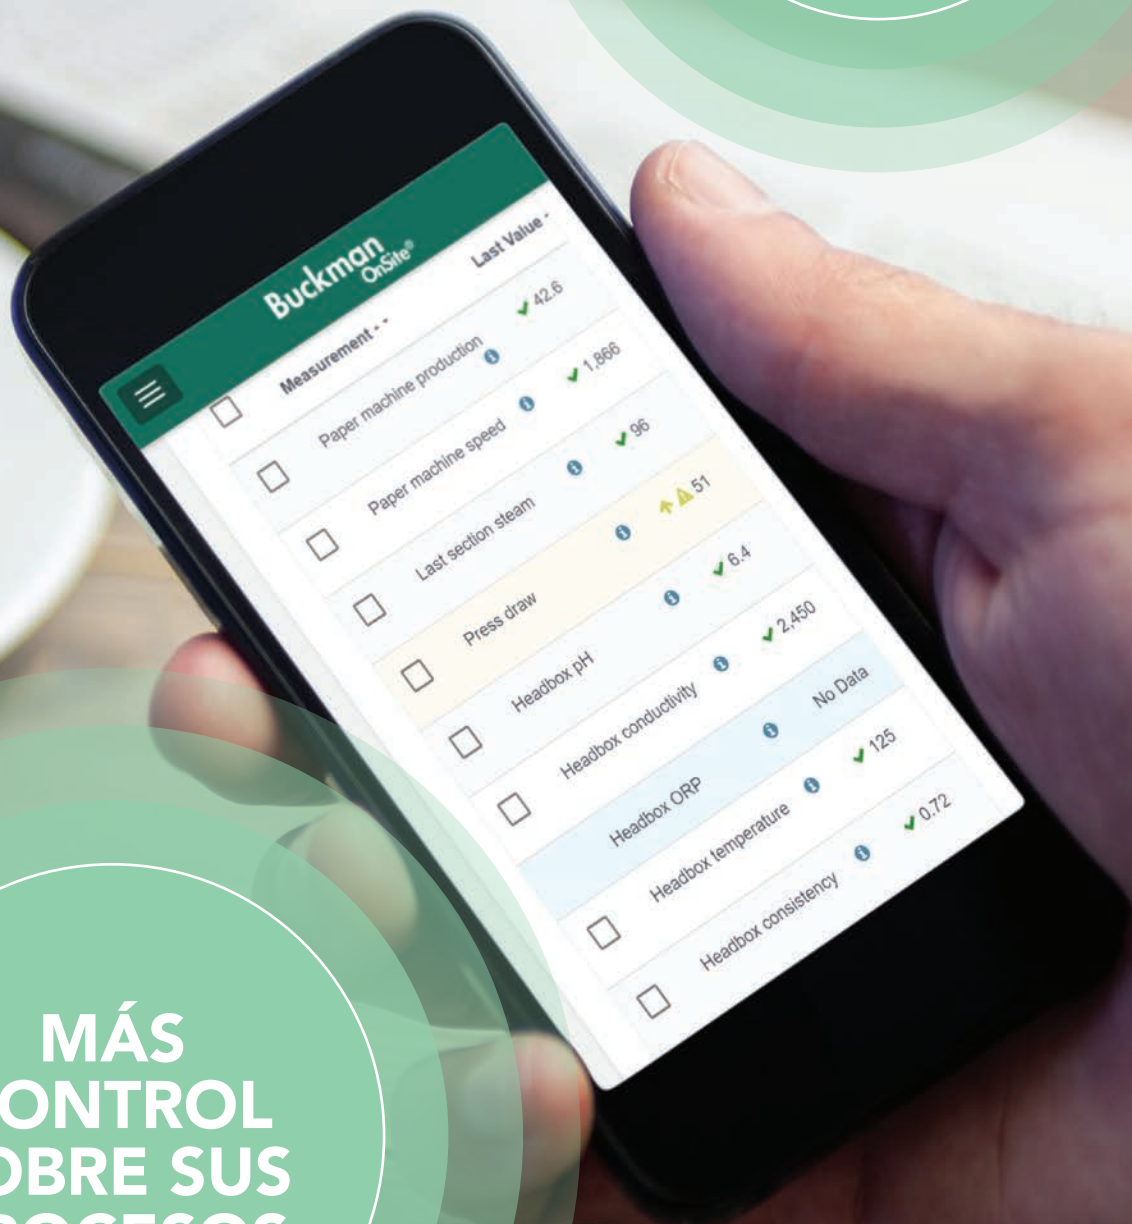 Buckman
OnSite®
Measurement - - Last Value -
Paper machine production 42.6
Paper machine speed 1,866
Last section steam 96
Press draw 51
Headbox pH 6.4
Headbox conductivity 2,450
Headbox ORP No Data
Headbox temperature 125
Headbox consistency 0.72
MÁS
ONTROL
OBRE SUS
ROCESOS